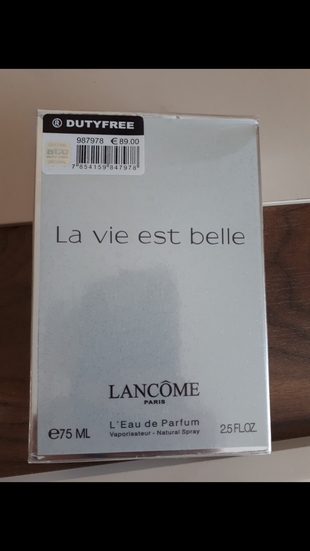 ® DUTYFREE
987978 €89.00
7 854159 847978
La vie est belle
LANCÔME
PARIS
L'Eau de Parfum
Vaporisateur - Natural Spray
e75 ML
2.5 FL.OZ.